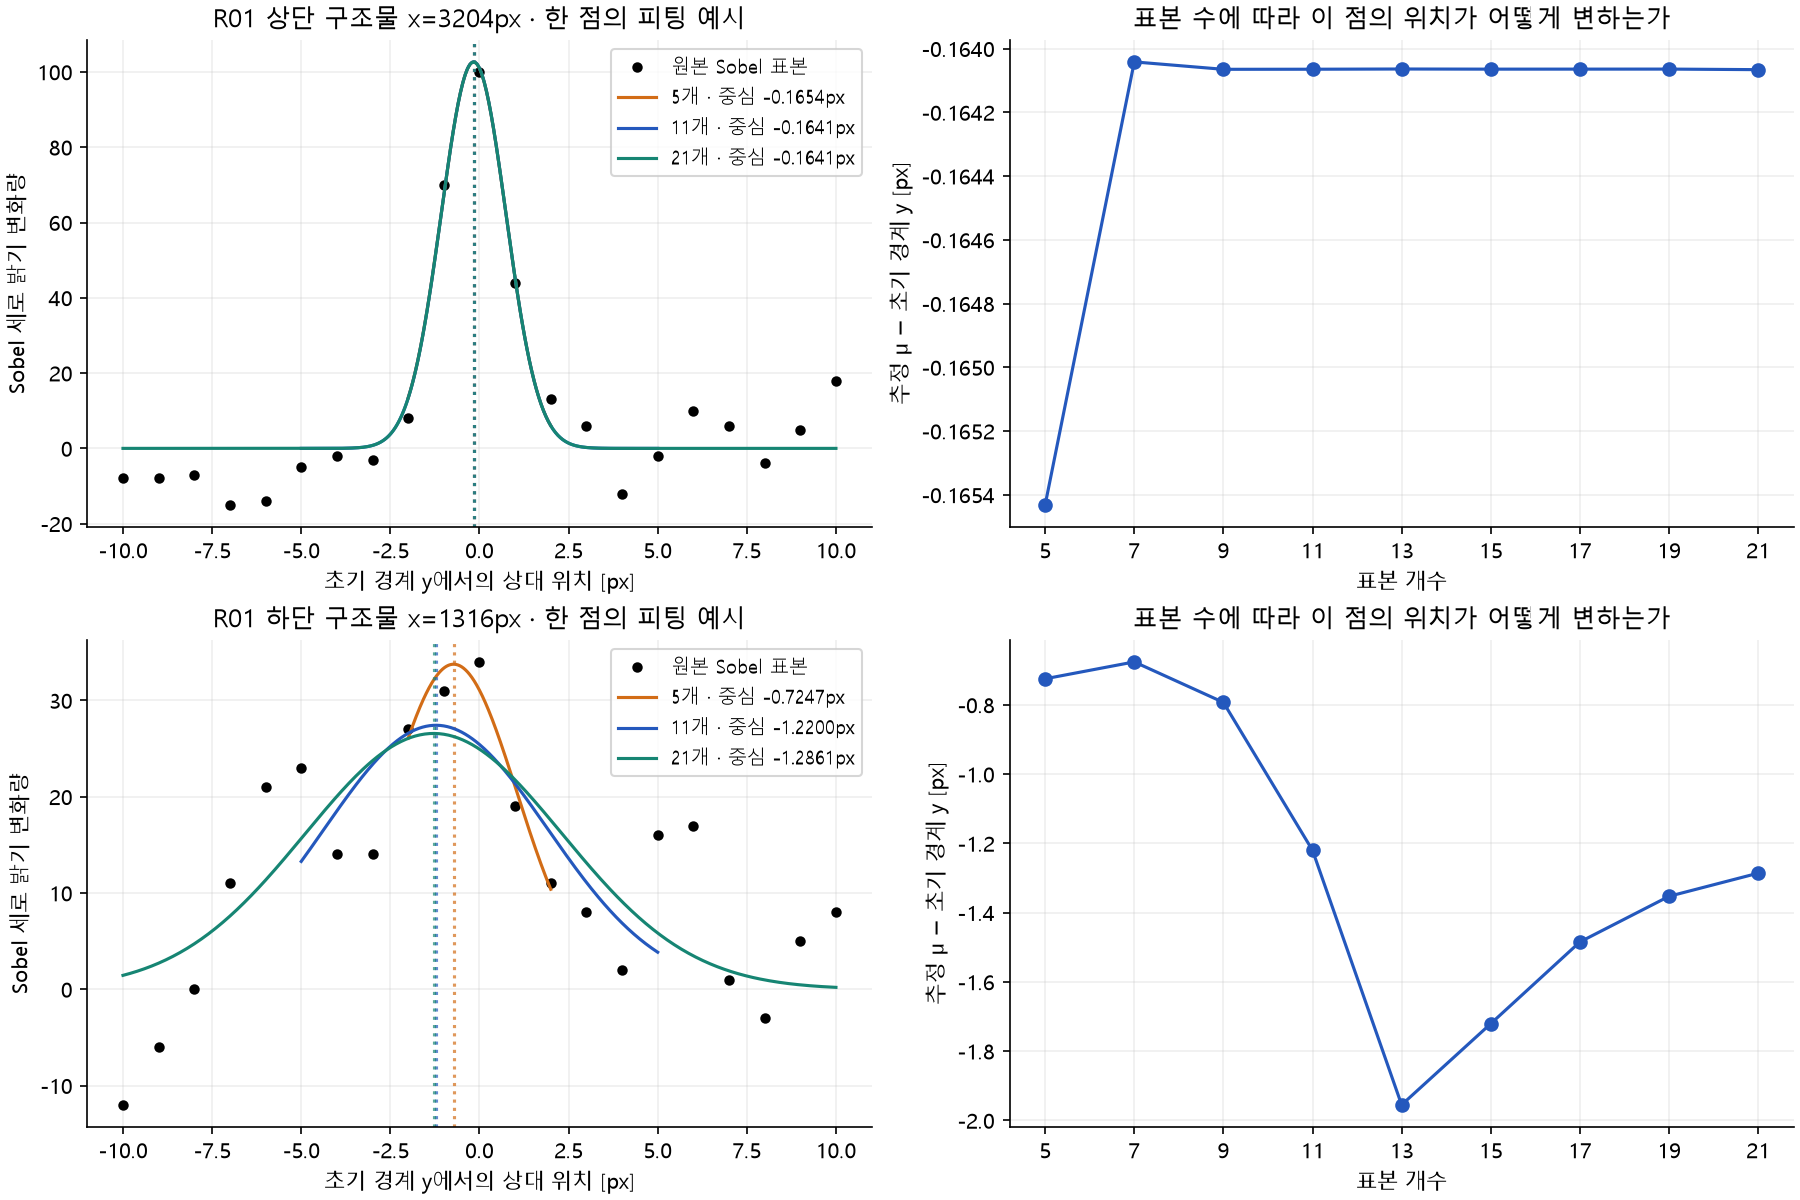 R01 상단 구조물 x=3204px · 한 점의 피팅 예시
Sobel 세로 밝기 변화량
100
80
60
40
20
0
-20
원본 Sobel 표본
5개 · 중심 -0.1654px
11개 · 중심 -0.1641px
21개 · 중심 -0.1641px
-10.0 -7.5 -5.0 -2.5 0.0 2.5 5.0 7.5 10.0
초기 경계 y에서의 상대 위치 [px]
표본 수에 따라 이 점의 위치가 어떻게 변하는가
추정 μ − 초기 경계 y [px]
-0.1640
-0.1642
-0.1644
-0.1646
-0.1648
-0.1650
-0.1652
-0.1654
5 7 9 11 13 15 17 19 21
표본 개수
R01 하단 구조물 x=1316px · 한 점의 피팅 예시
Sobel 세로 밝기 변화량
30
20
10
0
-10
원본 Sobel 표본
5개 · 중심 -0.7247px
11개 · 중심 -1.2200px
21개 · 중심 -1.2861px
-10.0 -7.5 -5.0 -2.5 0.0 2.5 5.0 7.5 10.0
초기 경계 y에서의 상대 위치 [px]
표본 수에 따라 이 점의 위치가 어떻게 변하는가
추정 μ − 초기 경계 y [px]
-0.8
-1.0
-1.2
-1.4
-1.6
-1.8
-2.0
5 7 9 11 13 15 17 19 21
표본 개수